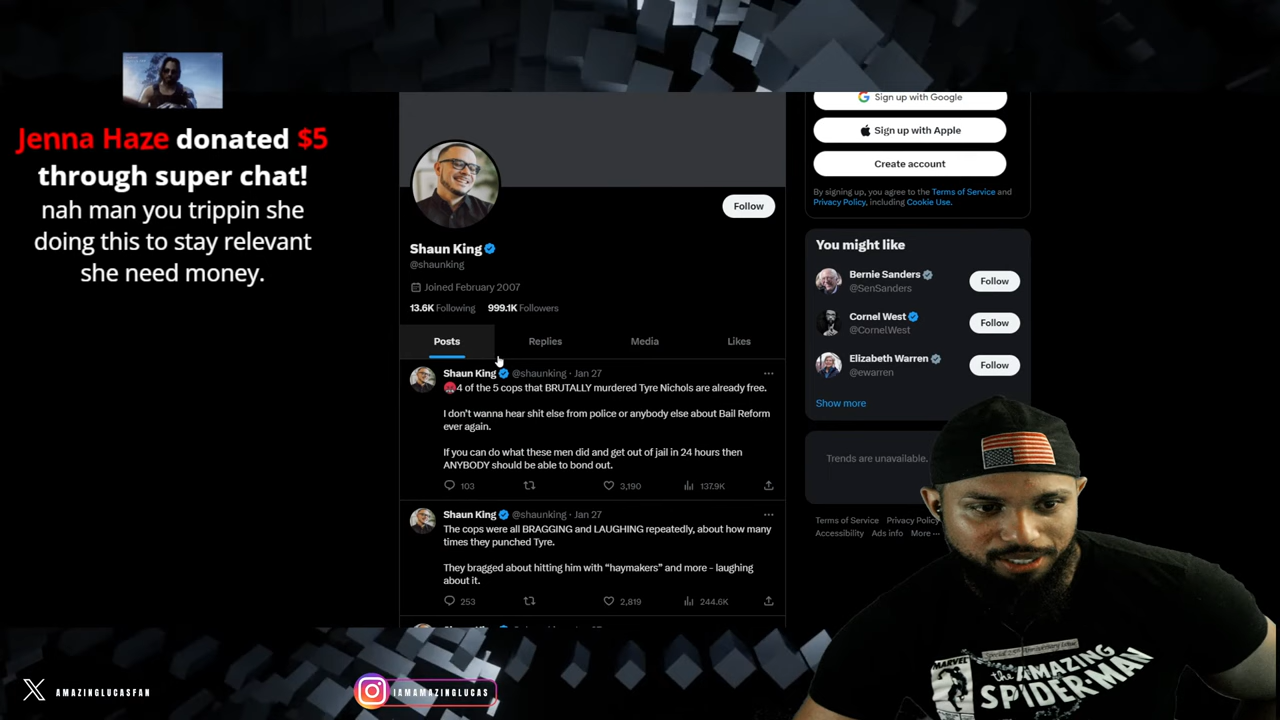 Jenna Haze donated $5
through super chat!
nah man you trippin she
doing this to stay relevant
she need money.
Follow
Shaun King
@shaunking
Joined February 2007
13.6K Following 999.1K Followers
Posts Replies Media Likes
Shaun King @shaunking · Jan 27
4 of the 5 cops that BRUTALLY murdered Tyre Nichols are already free.
I don’t wanna hear shit else from police or anybody else about Bail Reform
ever again.
If you can do what these men did and get out of jail in 24 hours then
ANYBODY should be able to bond out.
103 3,190 137.9K
Shaun King @shaunking · Jan 27
The cops were all BRAGGING and LAUGHING repeatedly, about how many
times they punched Tyre.
They bragged about hitting him with “haymakers” and more - laughing
about it.
253 2,819 244.6K
Sign up with Google
Sign up with Apple
Create account
By signing up, you agree to the Terms of Service and
Privacy Policy, including Cookie Use.
You might like
Bernie Sanders
@SenSanders
Follow
Cornel West
@CornelWest
Follow
Elizabeth Warren
@ewarren
Follow
Show more
Trends are unavailable.
Terms of Service Privacy Policy
Accessibility Ads info More ...
MARVEL
the AMAZING
SPIDER-MAN
AMAZINGLUCASFAN
IAMAMAZINGLUCAS